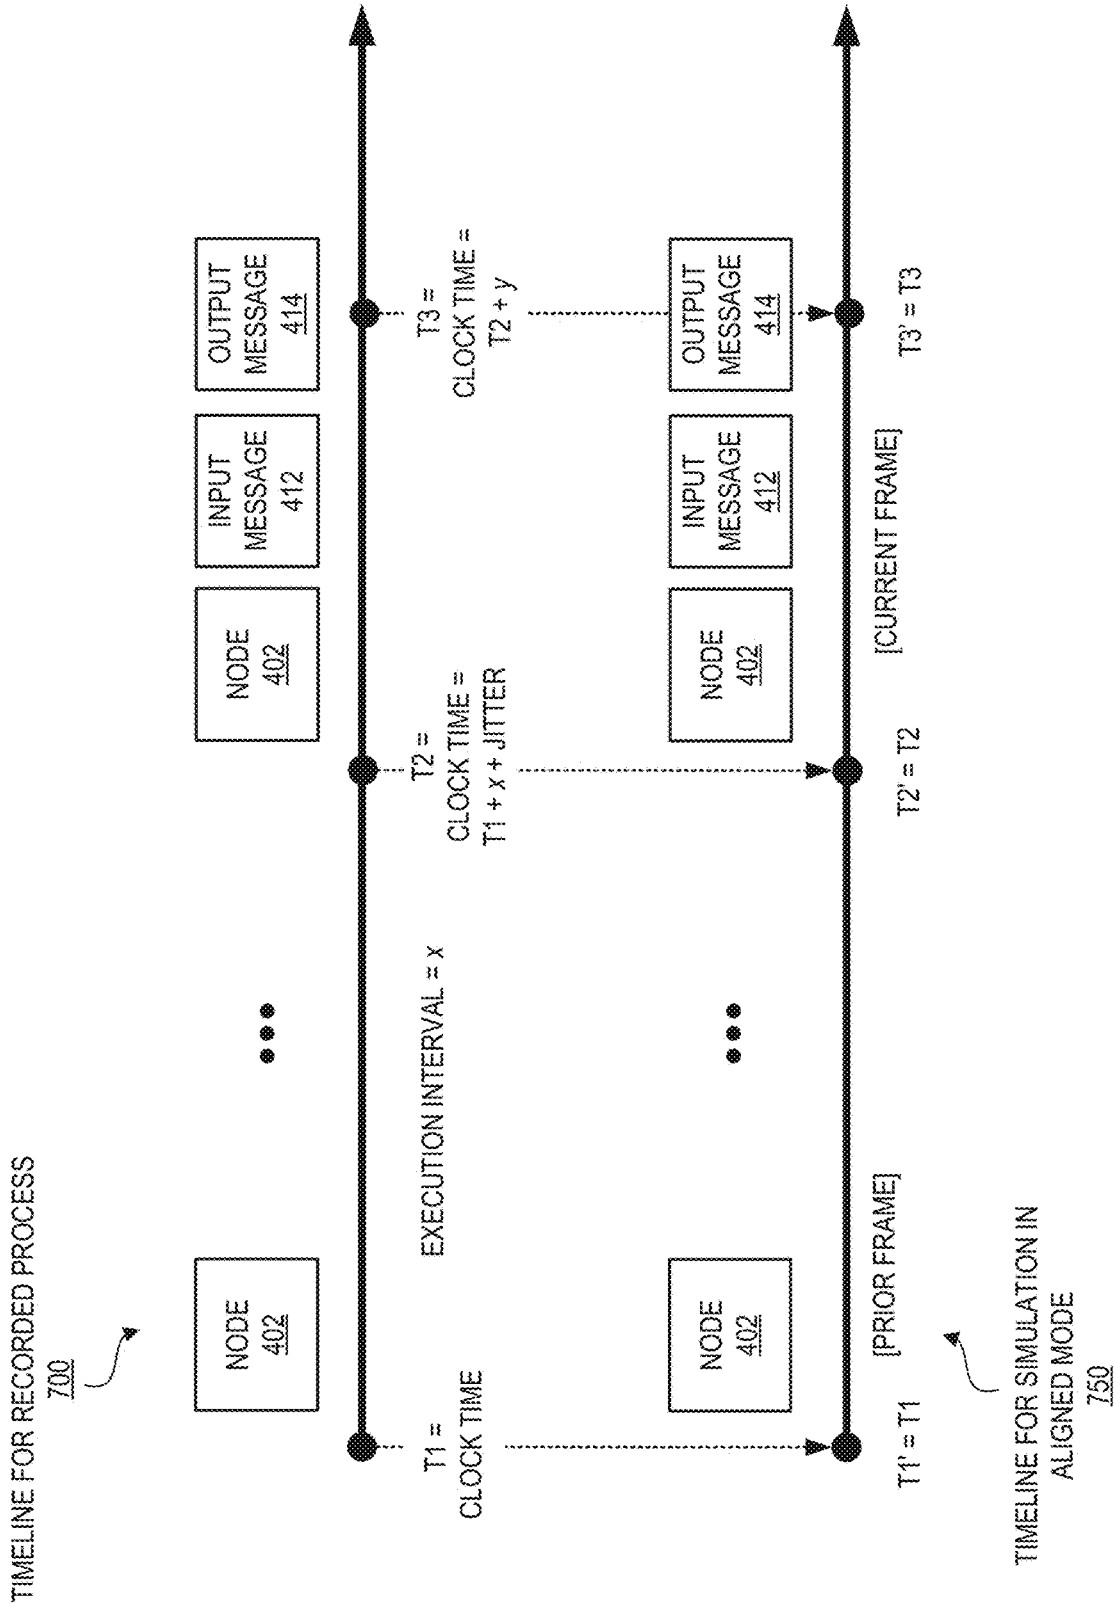 TIMELINE FOR RECORDED PROCESS
700
NODE
402
NODE
402
INPUT
MESSAGE
412
OUTPUT
MESSAGE
414
T1 =
CLOCK TIME
EXECUTION INTERVAL = x
T2 =
CLOCK TIME =
T1 + x + JITTER
T3 =
CLOCK TIME =
T2 + y
NODE
402
NODE
402
INPUT
MESSAGE
412
OUTPUT
MESSAGE
414
[PRIOR FRAME]
[CURRENT FRAME]
T1' = T1
T2' = T2
T3' = T3
TIMELINE FOR SIMULATION IN
ALIGNED MODE
750